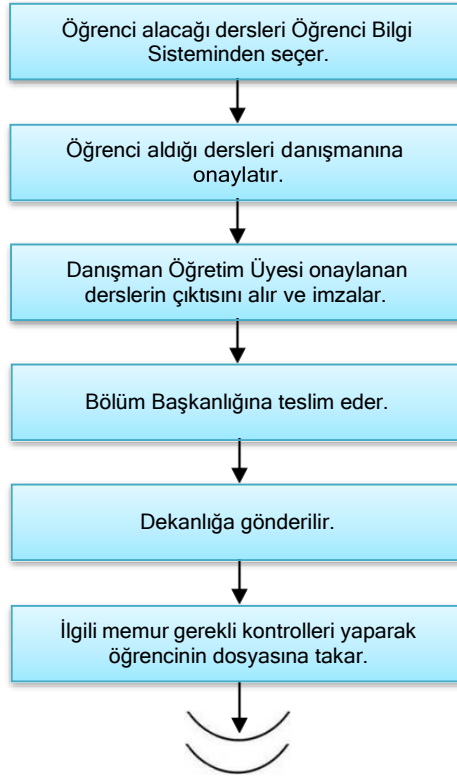 Öğrenci alacağı dersleri Öğrenci Bilgi
Sisteminden seçer.
Öğrenci aldığı dersleri danışmanına
onaylatır.
Danışman Öğretim Üyesi onaylanan
derslerin çıktısını alır ve imzalar.
Bölüm Başkanlığına teslim eder.
Dekanlığa gönderilir.
İlgili memur gerekli kontrolleri yaparak
öğrencinin dosyasına takar.